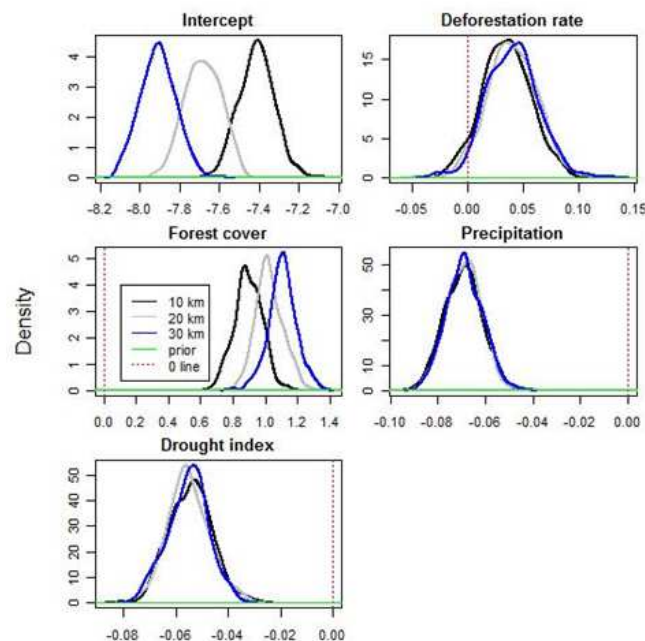 Intercept
Deforestation rate
4
3
2
1
0
-8.2 -8.0 -7.8 -7.6 -7.4 -7.2 -7.0
15
10
5
0
-0.05 0.00 0.05 0.10 0.15
Forest cover
Precipitation
Density
5
4
3
2
1
0
10 km
20 km
30 km
prior
0 line
0.0 0.2 0.4 0.6 0.8 1.0 1.2 1.4
50
30
10
0
-0.10 -0.08 -0.06 -0.04 -0.02 0.00
Drought index
50
40
30
20
10
0
-0.08 -0.06 -0.04 -0.02 0.00